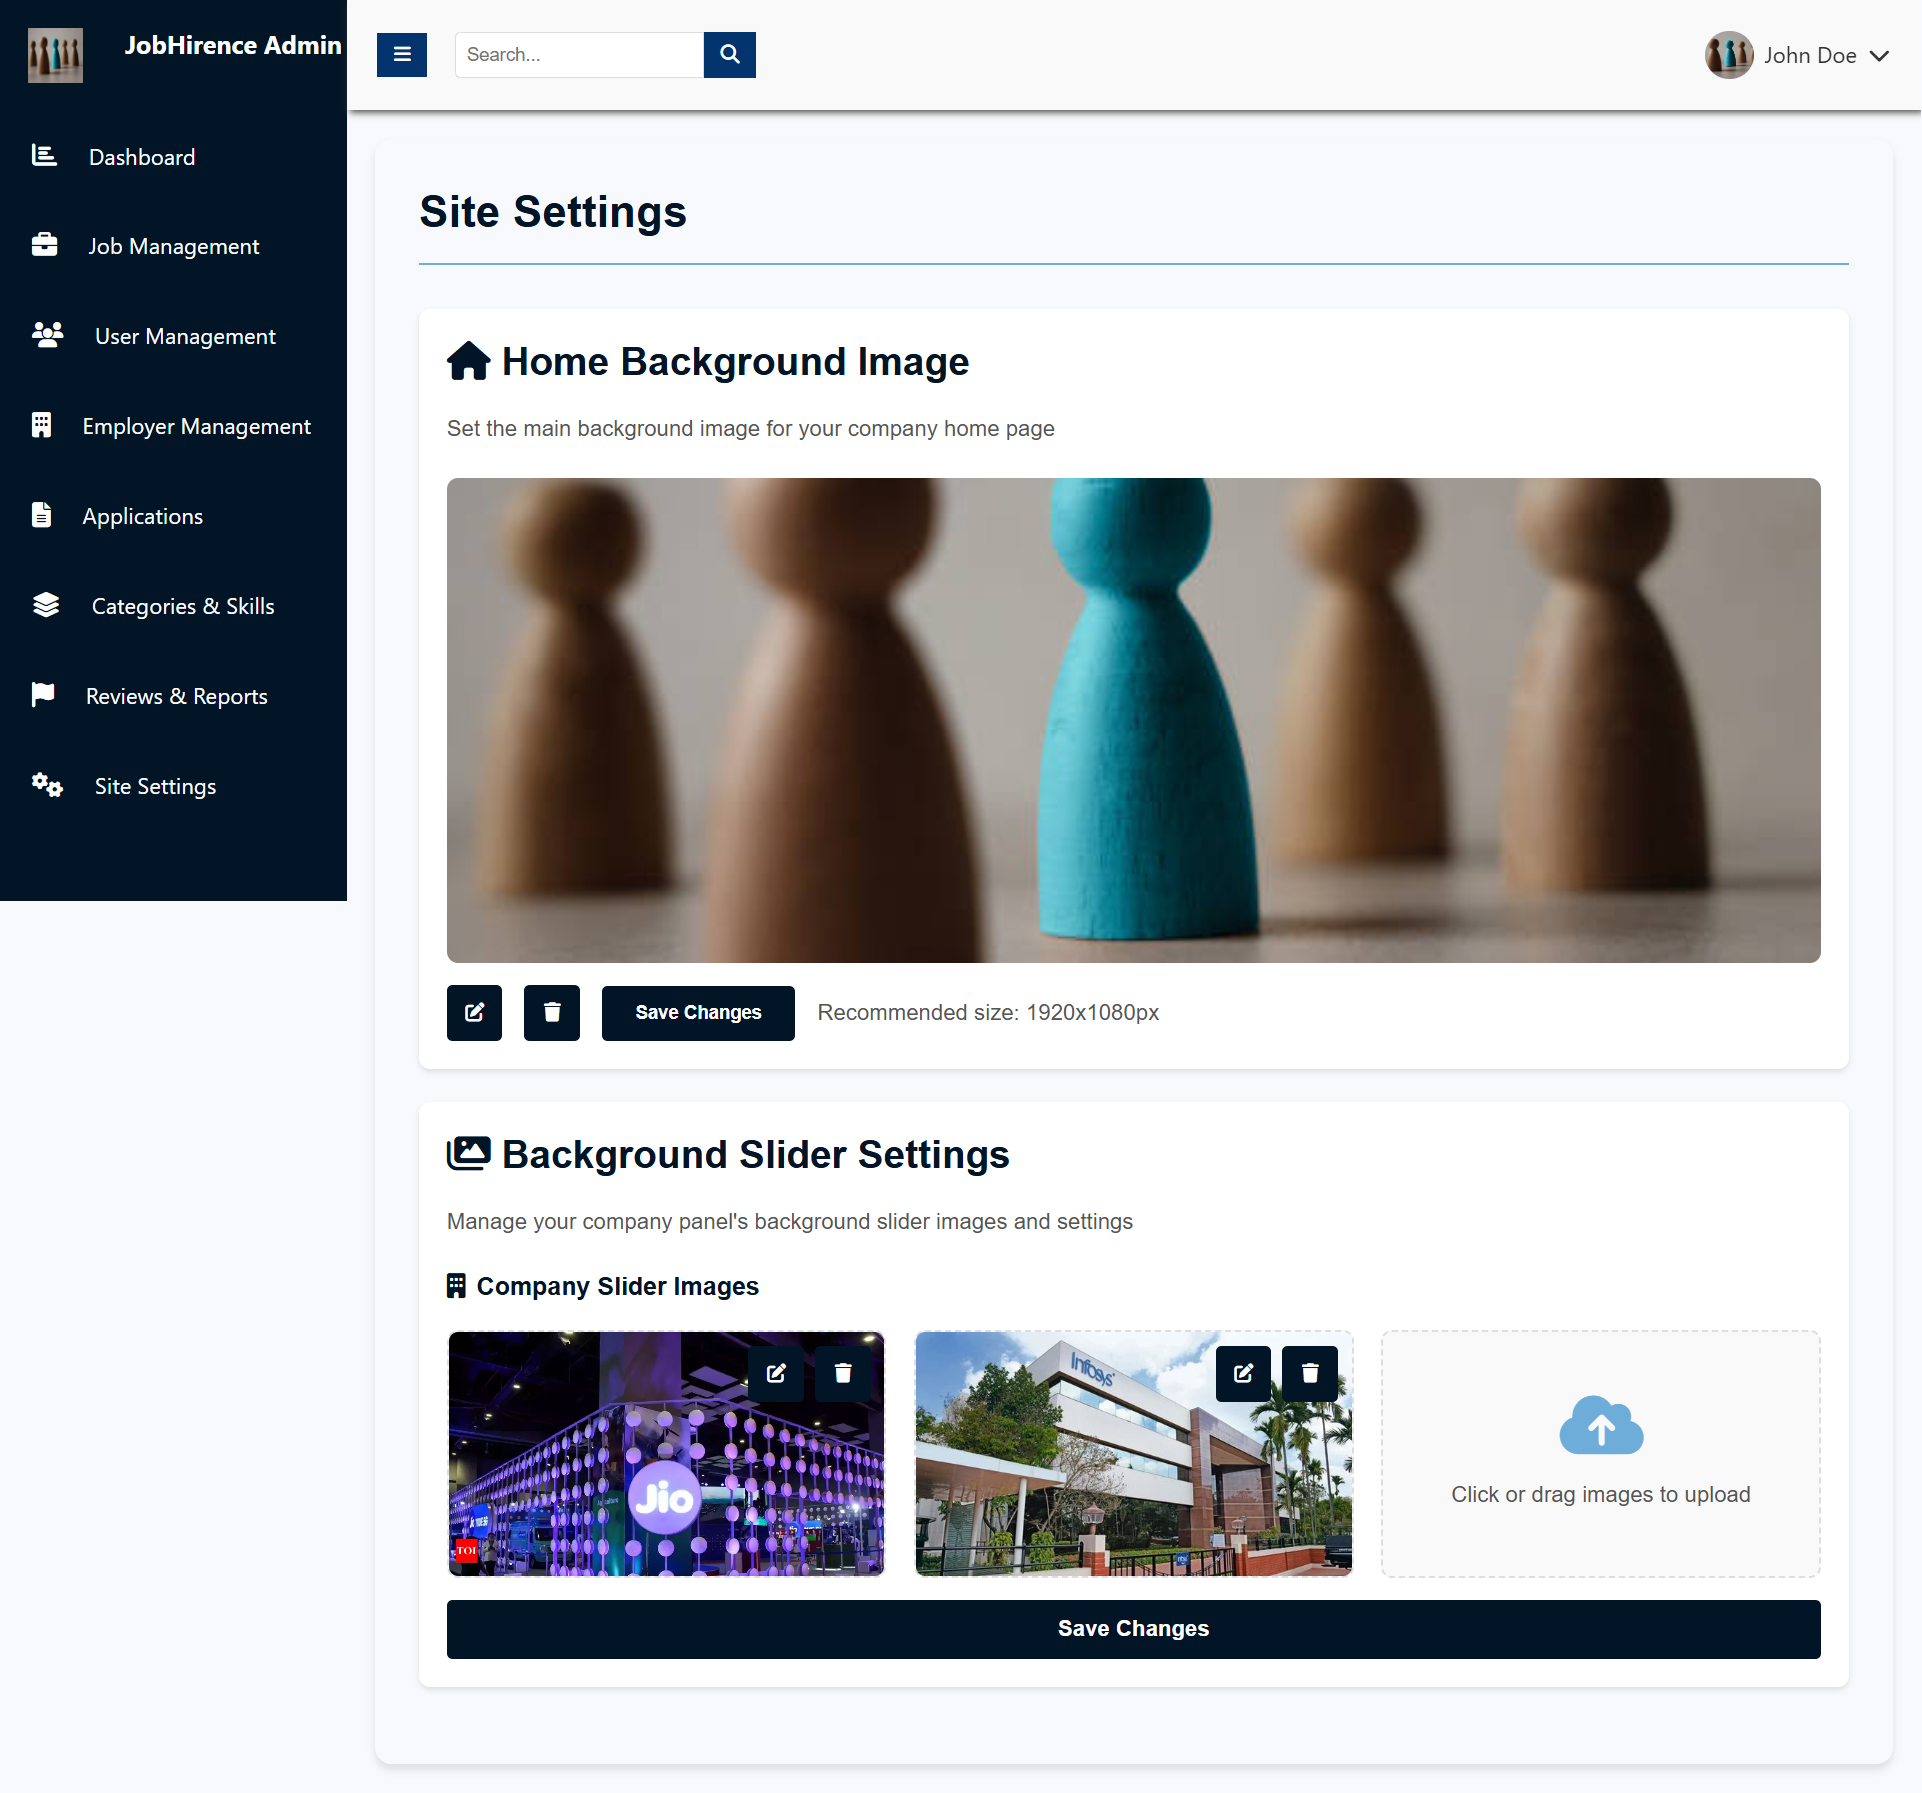 JobHirence Admin
Search...
John Doe
Dashboard
Job Management
User Management
Employer Management
Applications
Categories & Skills
Reviews & Reports
Site Settings
Site Settings
Home Background Image
Set the main background image for your company home page
Save Changes
Recommended size: 1920x1080px
Background Slider Settings
Manage your company panel's background slider images and settings
Company Slider Images
Jio
TOI
Infosys
Click or drag images to upload
Save Changes